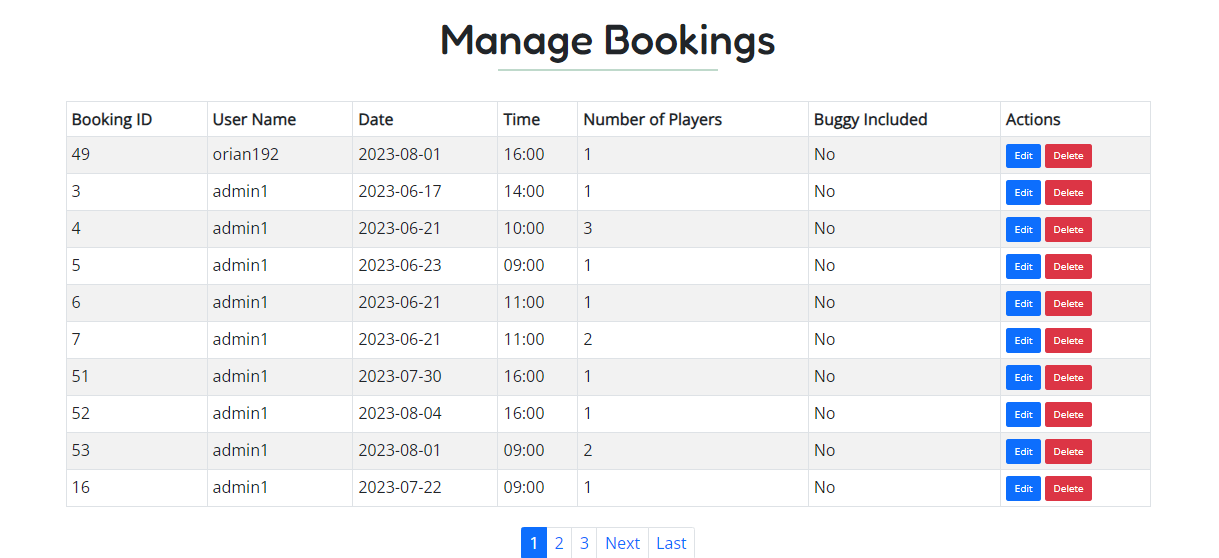 Manage Bookings
Booking ID User Name Date Time Number of Players Buggy Included Actions
49 orian192 2023-08-01 16:00 1 No Edit Delete
3 admin1 2023-06-17 14:00 1 No Edit Delete
4 admin1 2023-06-21 10:00 3 No Edit Delete
5 admin1 2023-06-23 09:00 1 No Edit Delete
6 admin1 2023-06-21 11:00 1 No Edit Delete
7 admin1 2023-06-21 11:00 2 No Edit Delete
51 admin1 2023-07-30 16:00 1 No Edit Delete
52 admin1 2023-08-04 16:00 1 No Edit Delete
53 admin1 2023-08-01 09:00 2 No Edit Delete
16 admin1 2023-07-22 09:00 1 No Edit Delete
1 2 3 Next Last